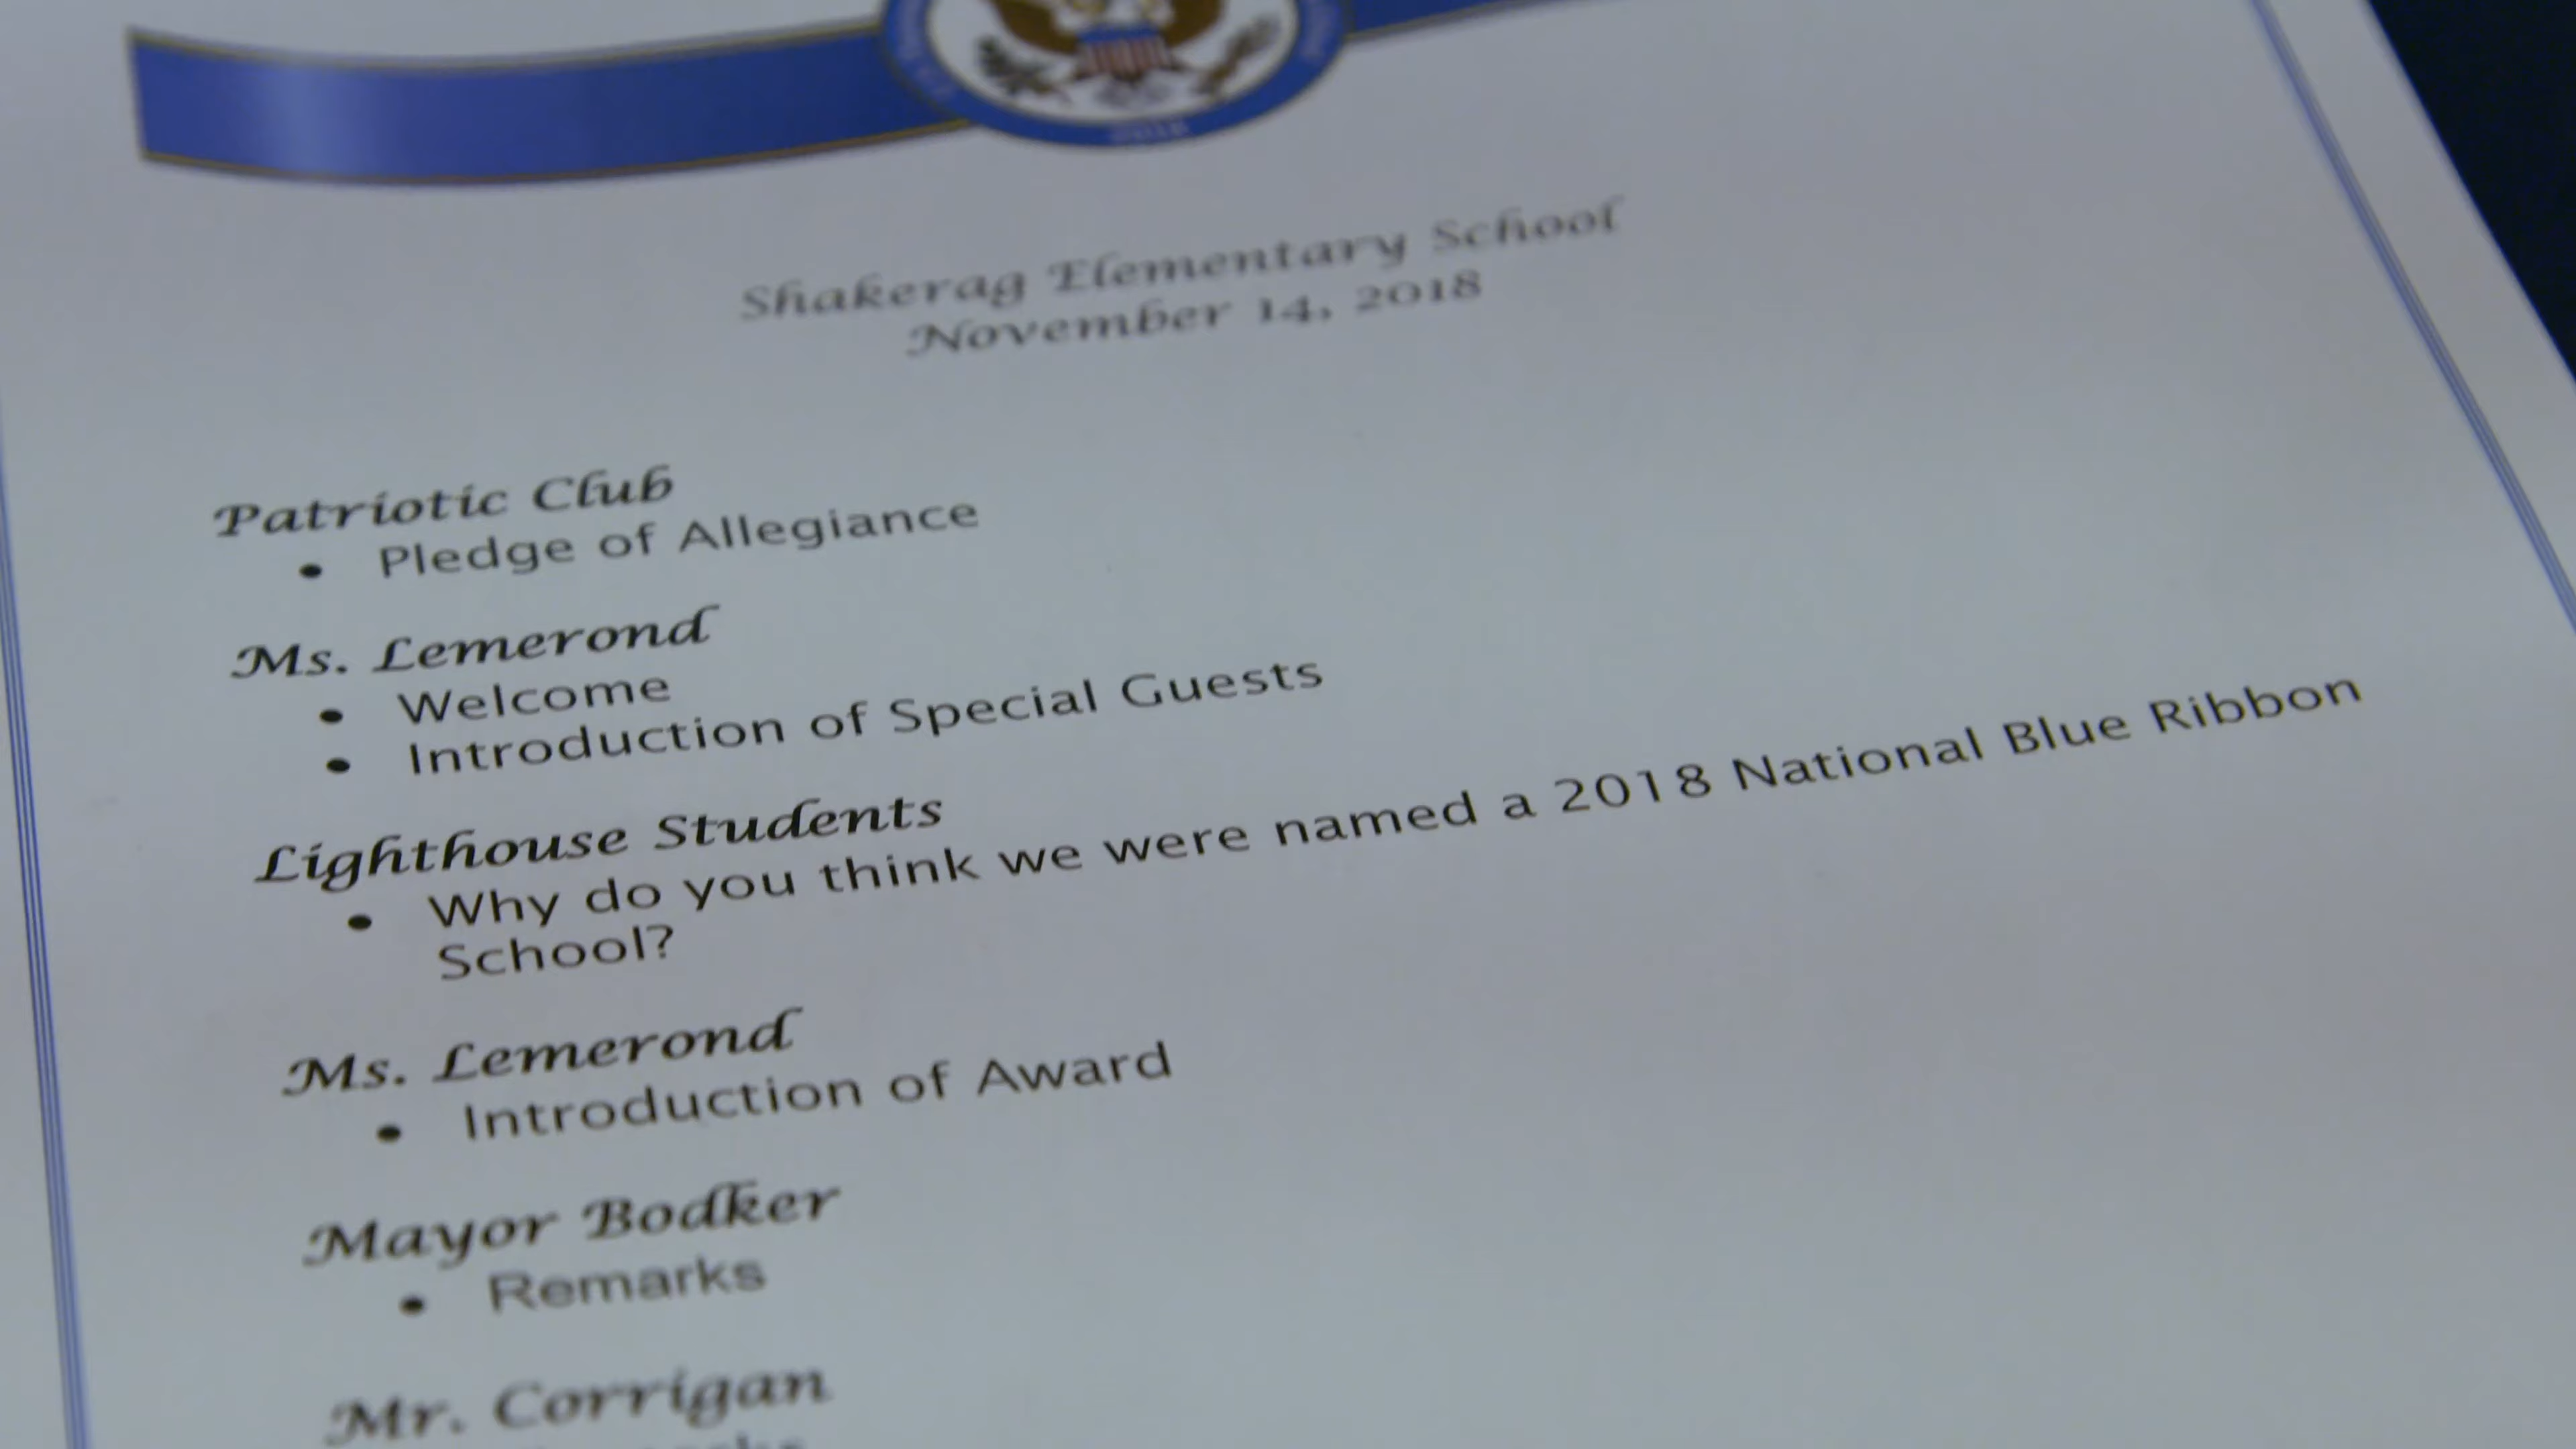 2018
Shakerag Elementary School
November 14, 2018
Patriotic Club
• Pledge of Allegiance
Ms. Lemerond
• Welcome
• Introduction of Special Guests
Lighthouse Students
• Why do you think we were named a 2018 National Blue Ribbon
School?
Ms. Lemerond
• Introduction of Award
Mayor Bodker
• Remarks
Mr. Corrigan